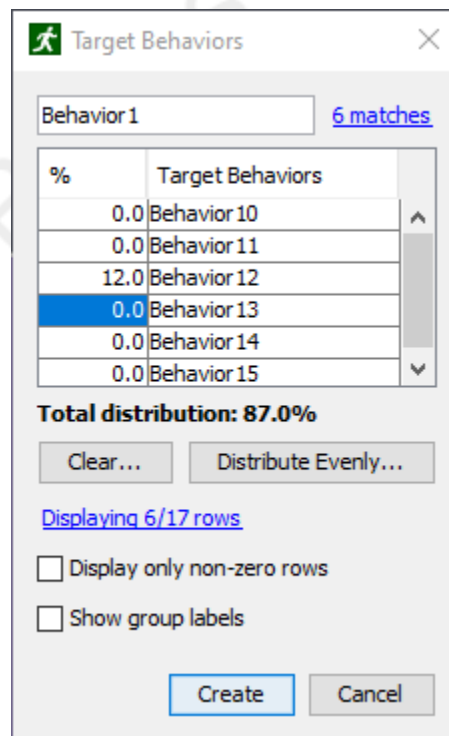 Target Behaviors
Behavior1 6 matches
% Target Behaviors
0.0 Behavior10
0.0 Behavior11
12.0 Behavior12
0.0 Behavior13
0.0 Behavior14
0.0 Behavior15
Total distribution: 87.0%
Clear... Distribute Evenly...
Displaying 6/17 rows
Display only non-zero rows
Show group labels
Create Cancel